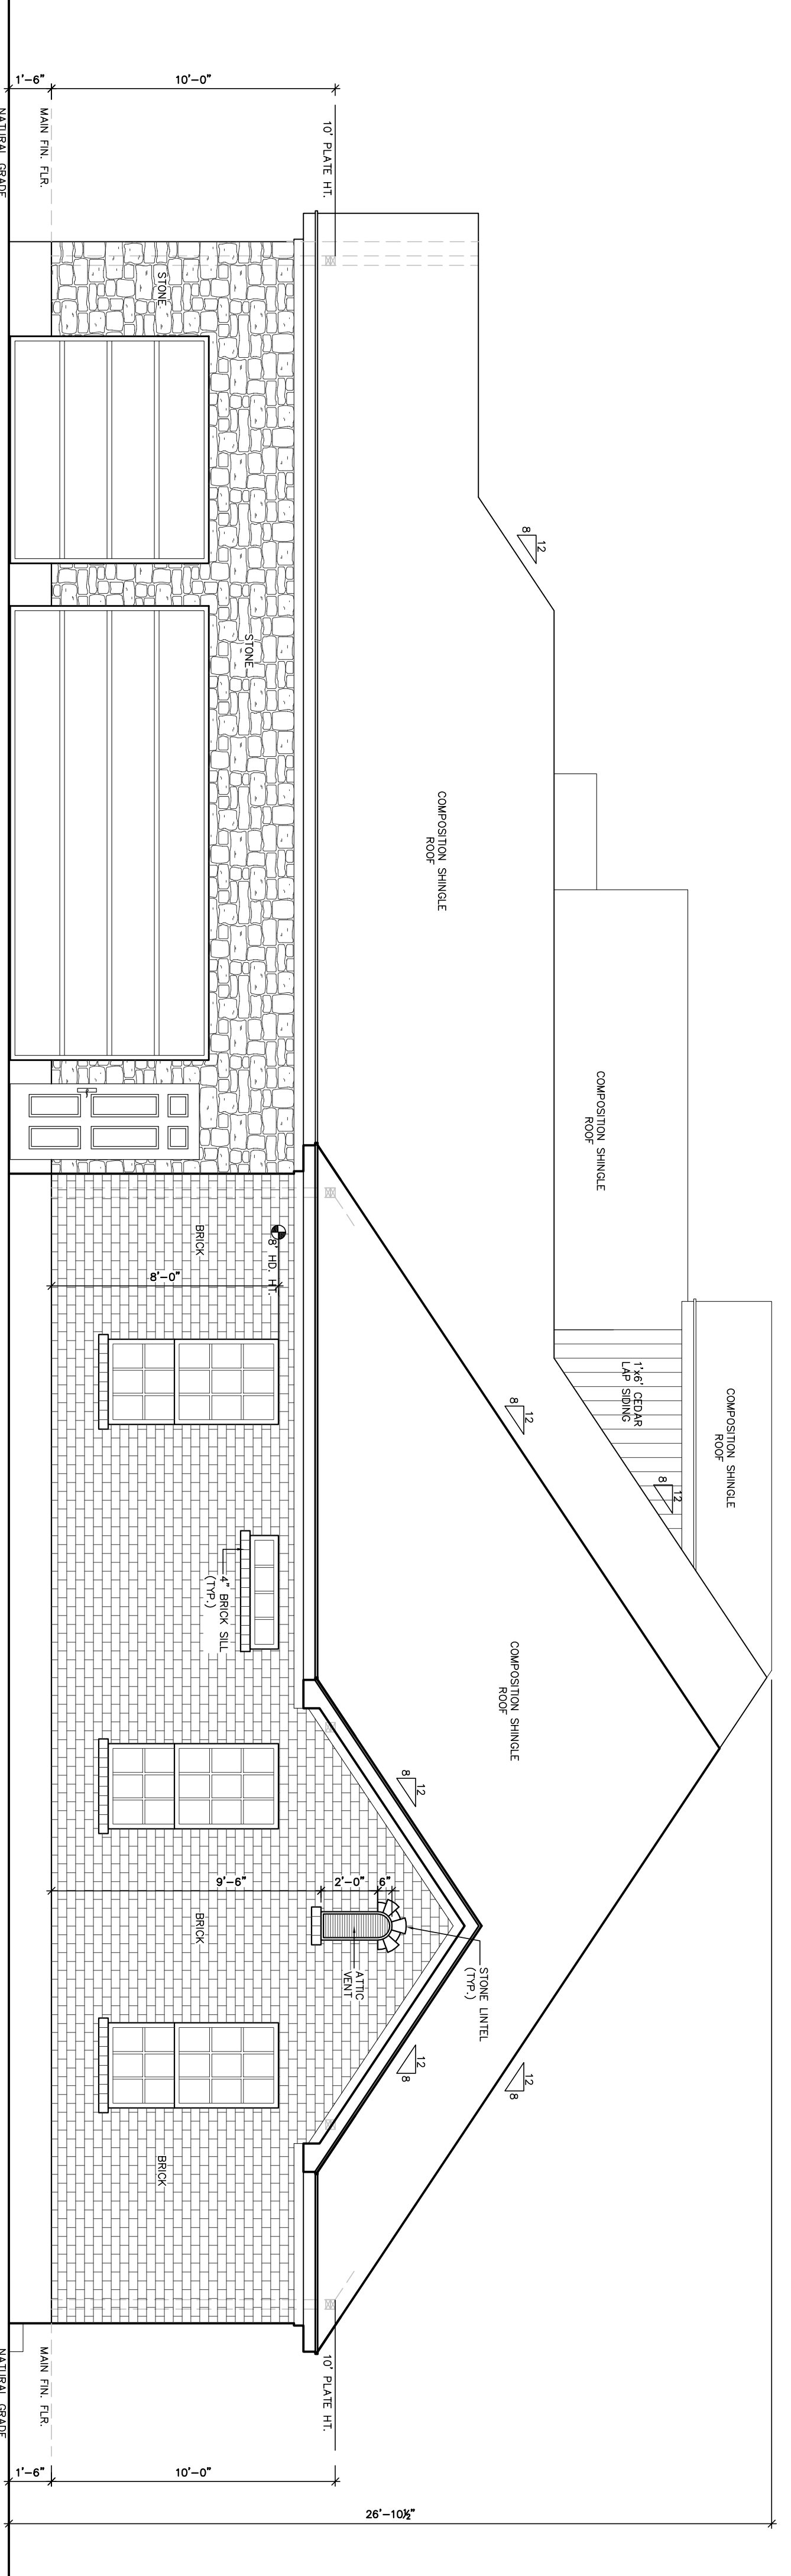 1'-6"
10'-0"
NATURAL GRADE
MAIN FIN. FLR.
10' PLATE HT.
STONE
STONE
8
12
COMPOSITION SHINGLE
ROOF
COMPOSITION SHINGLE
ROOF
COMPOSITION SHINGLE
ROOF
1'x6' CEDAR
LAP SIDING
8
12
8
12
BRICK
8' HD. HT.
8'-0"
4" BRICK SILL
(TYP.)
COMPOSITION SHINGLE
ROOF
8
12
9'-6"
2'-0"
6"
BRICK
ATTIC
VENT
STONE LINTEL
(TYP.)
12
8
12
8
BRICK
10' PLATE HT.
MAIN FIN. FLR.
NATURAL GRADE
1'-6"
10'-0"
26'-10½"